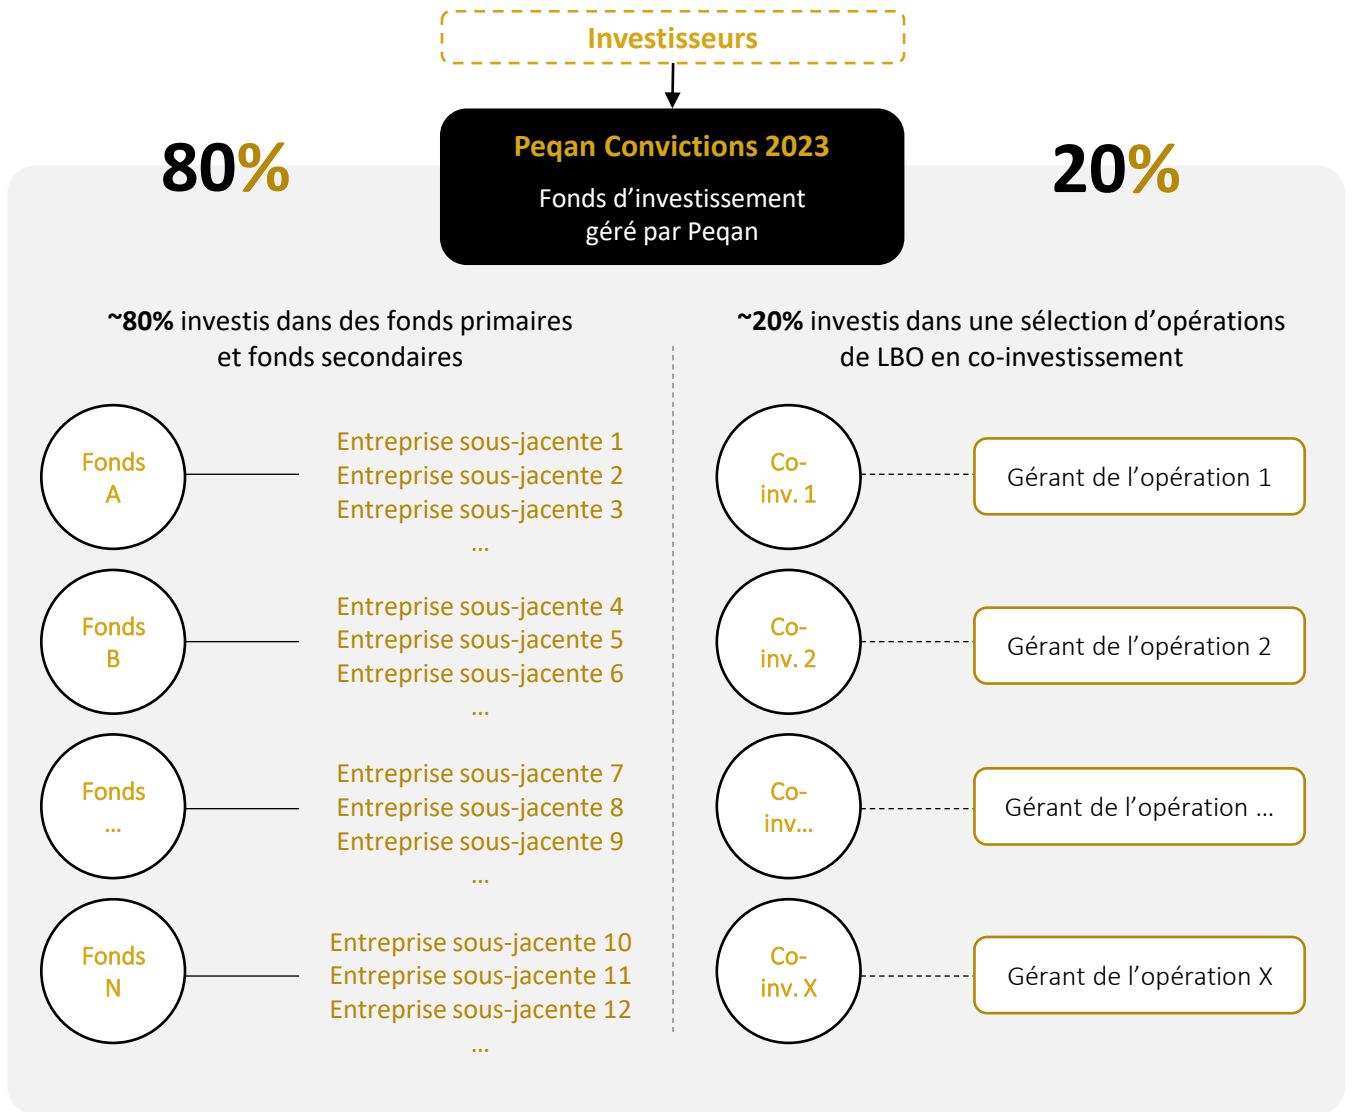 Investisseurs
Peqan Convictions 2023
Fonds d’investissement
géré par Peqan
80%
20%
~80% investis dans des fonds primaires
et fonds secondaires
Fonds
A
Entreprise sous-jacente 1
Entreprise sous-jacente 2
Entreprise sous-jacente 3
...
Fonds
B
Entreprise sous-jacente 4
Entreprise sous-jacente 5
Entreprise sous-jacente 6
...
Fonds
...
Entreprise sous-jacente 7
Entreprise sous-jacente 8
Entreprise sous-jacente 9
...
Fonds
N
Entreprise sous-jacente 10
Entreprise sous-jacente 11
Entreprise sous-jacente 12
...
~20% investis dans une sélection d’opérations
de LBO en co-investissement
Co-
inv. 1
Gérant de l’opération 1
Co-
inv. 2
Gérant de l’opération 2
Co-
inv...
Gérant de l’opération ...
Co-
inv. X
Gérant de l’opération X